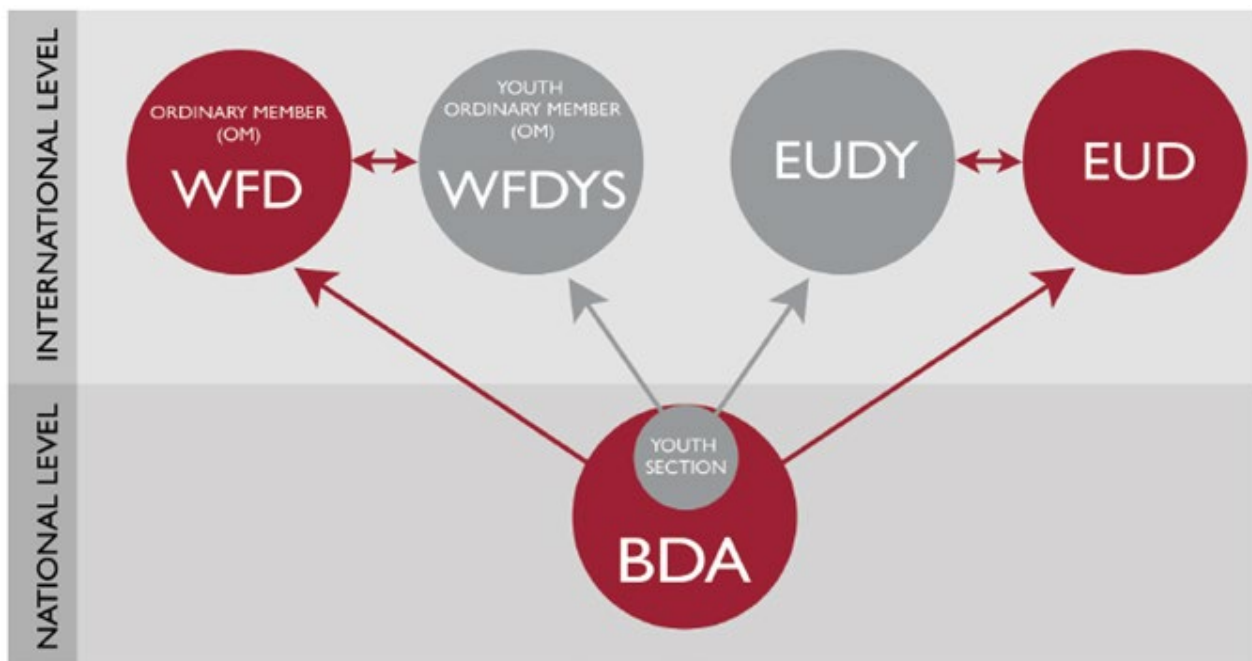 INTERNATIONAL LEVEL
ORDINARY MEMBER
(OM)
WFD
YOUTH
ORDINARY MEMBER
(OM)
WFDYS
EUDY
EUD
NATIONAL LEVEL
YOUTH
SECTION
BDA